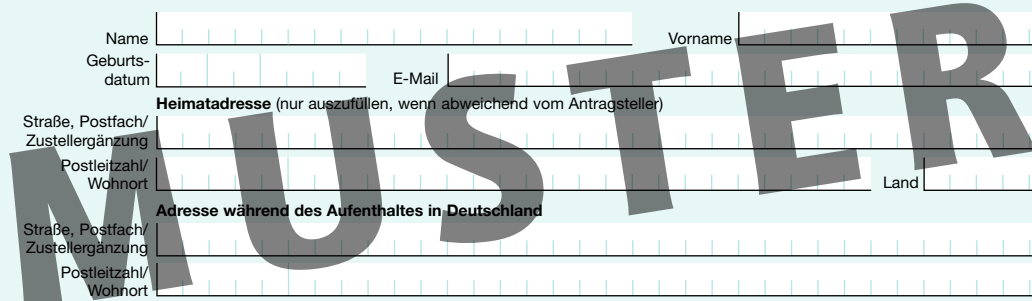 Name Vorname
Geburts-
datum E-Mail
Heimatadresse (nur auszufüllen, wenn abweichend vom Antragsteller)
Straße, Postfach/
Zustellergänzung
Postleitzahl/
Wohnort Land
Adresse während des Aufenthaltes in Deutschland
Straße, Postfach/
Zustellergänzung
Postleitzahl/
Wohnort
MUSTER